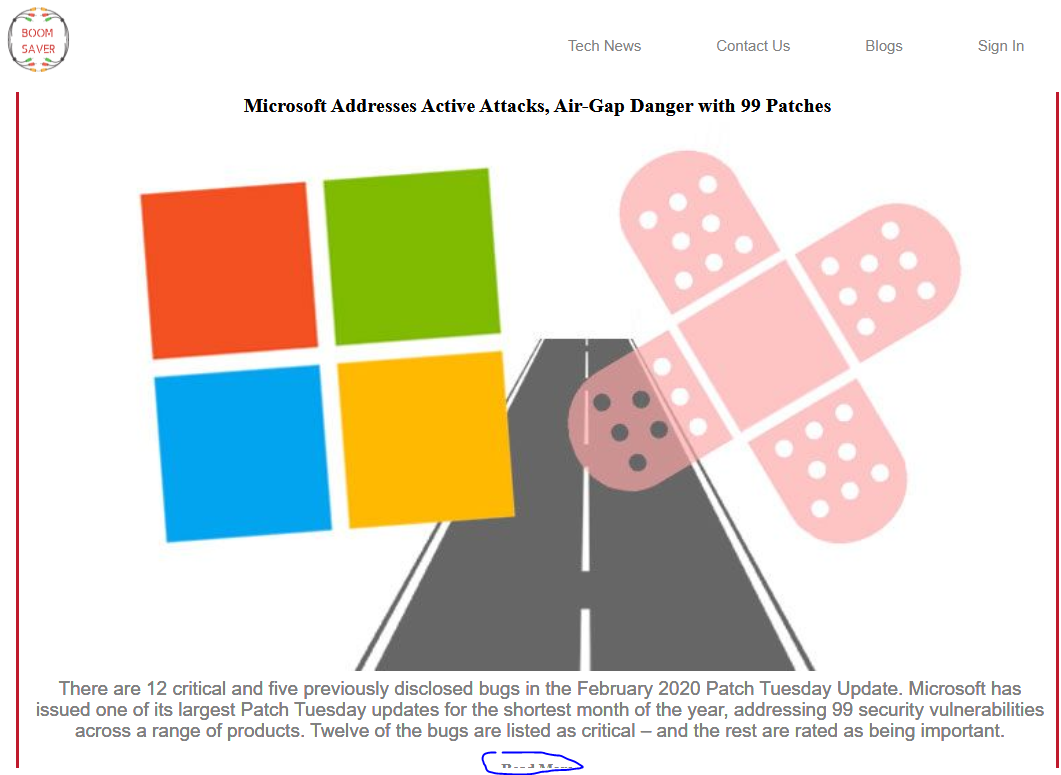 BOOM
SAVER
Tech News
Contact Us
Blogs
Sign In
Microsoft Addresses Active Attacks, Air-Gap Danger with 99 Patches
There are 12 critical and five previously disclosed bugs in the February 2020 Patch Tuesday Update. Microsoft has
issued one of its largest Patch Tuesday updates for the shortest month of the year, addressing 99 security vulnerabilities
across a range of products. Twelve of the bugs are listed as critical – and the rest are rated as being important.
Read More